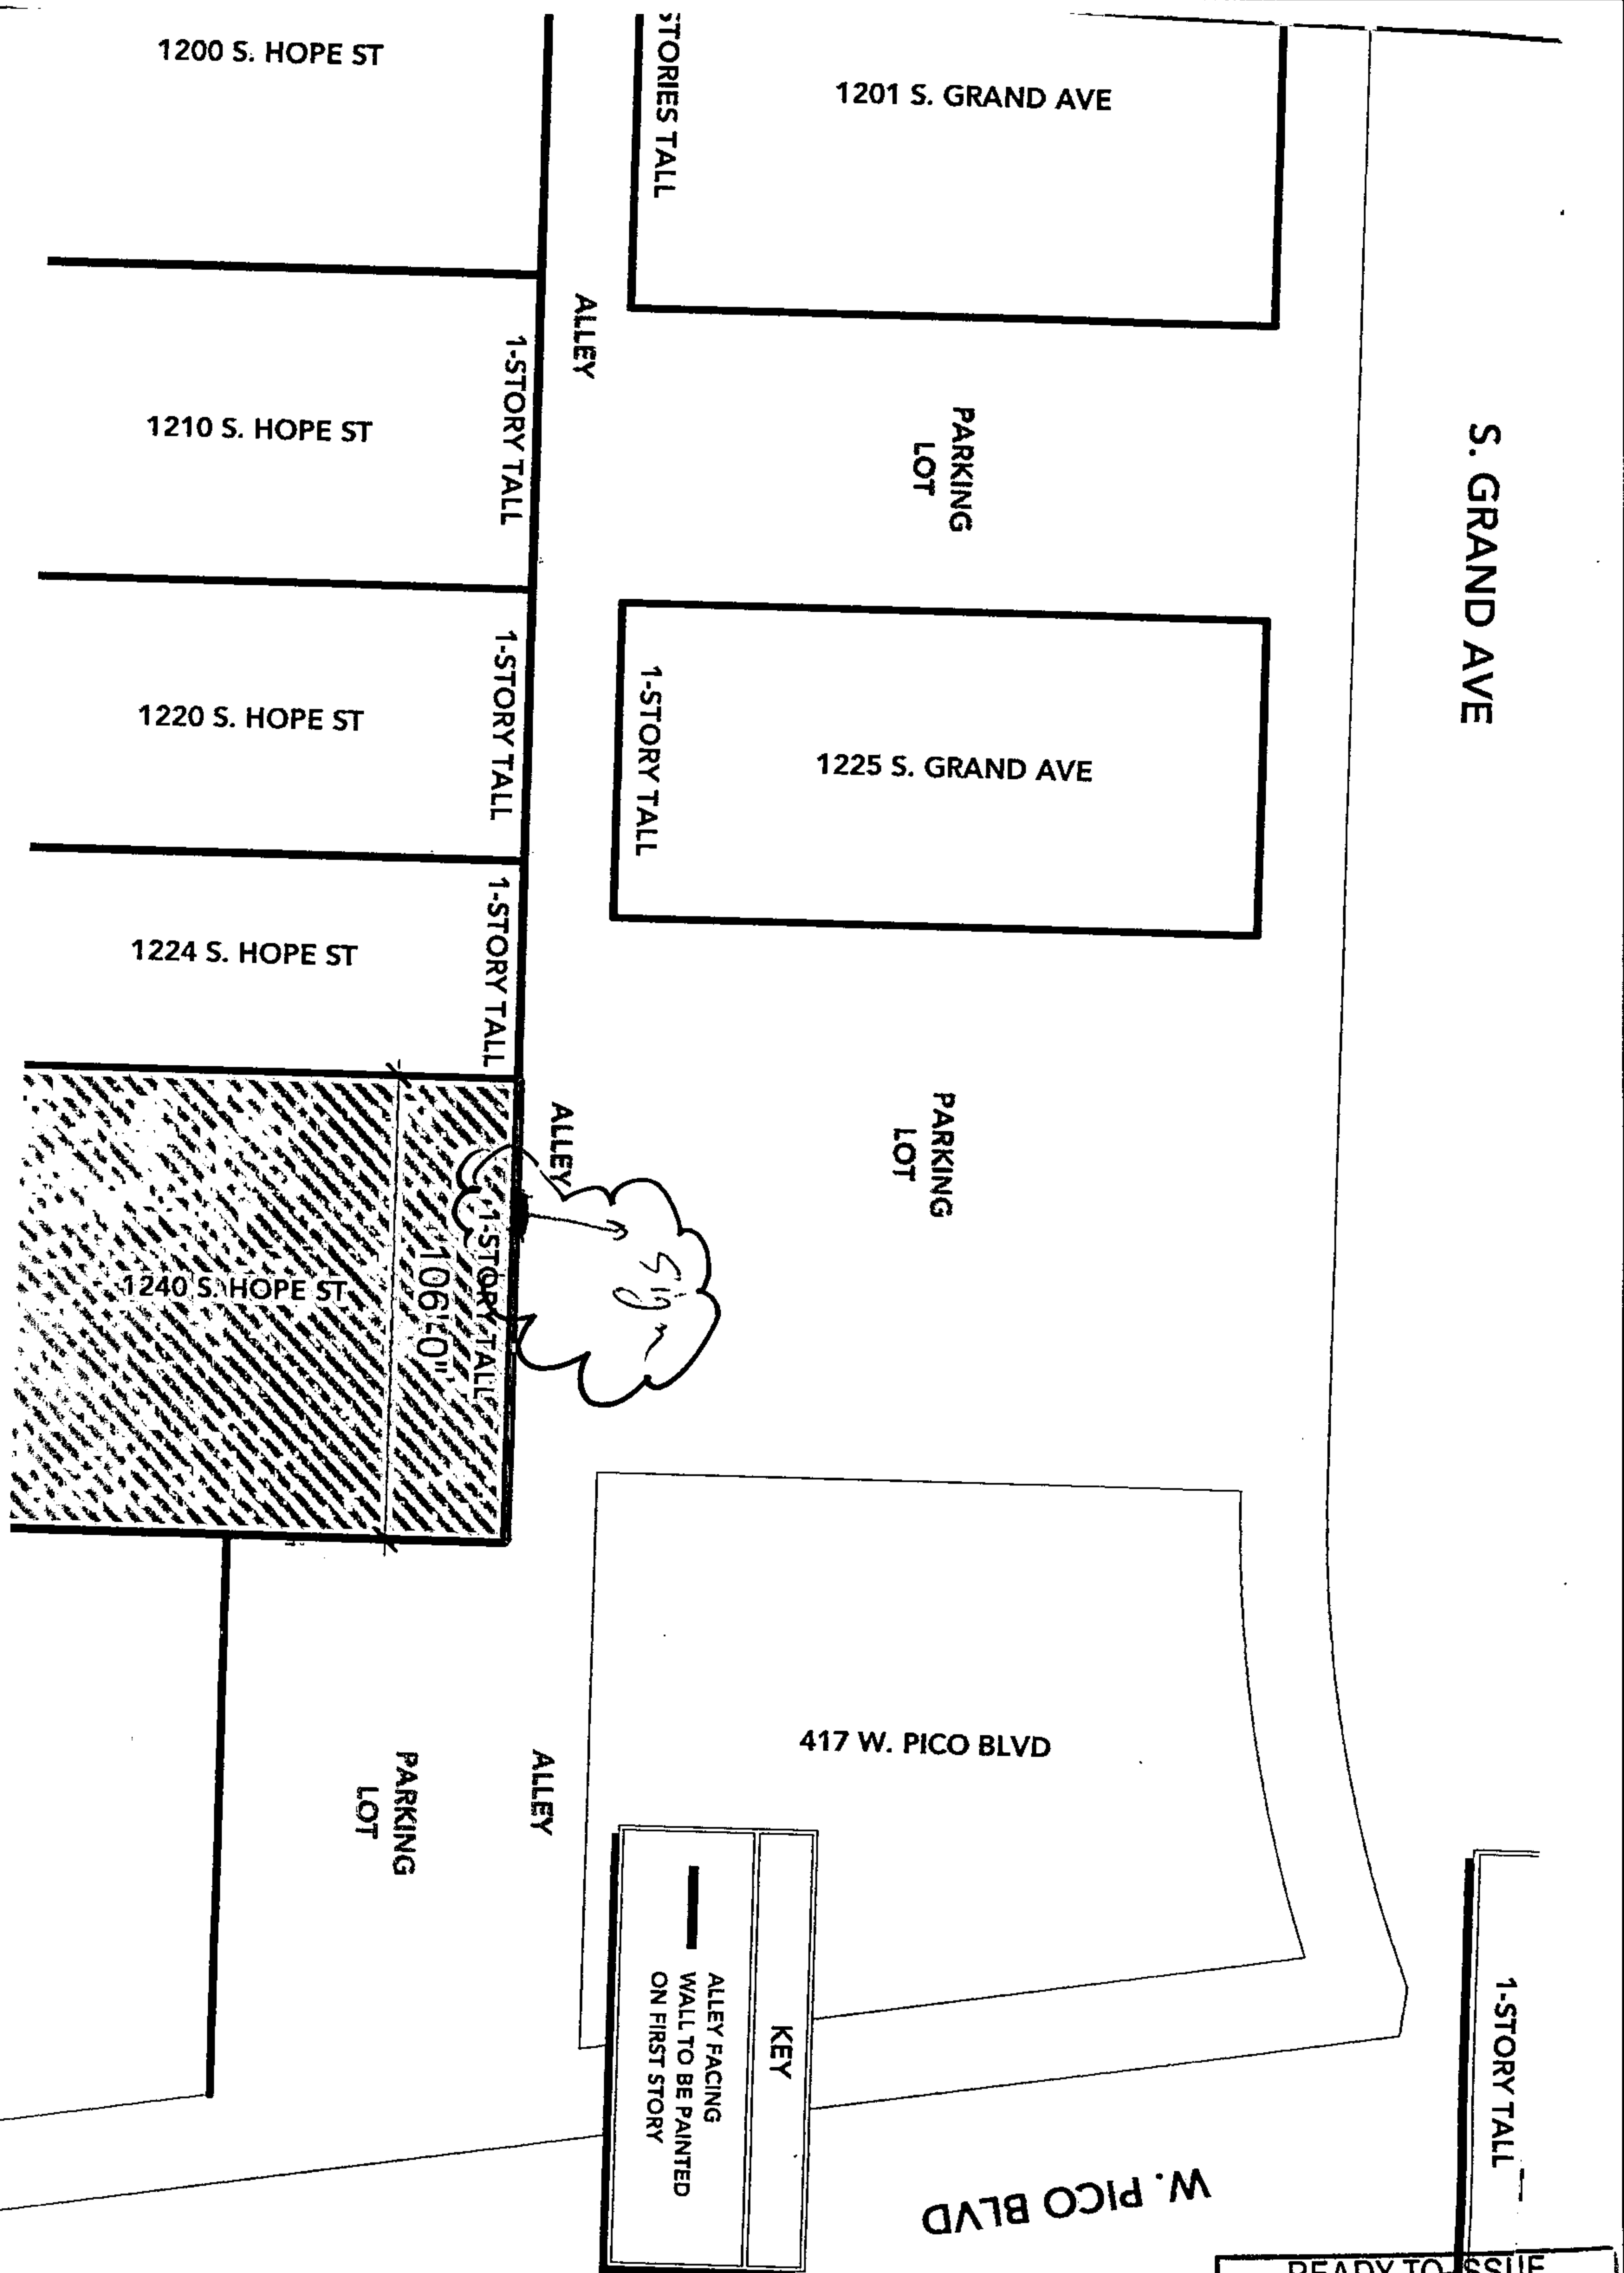 1200 S. HOPE ST
STORIES TALL
1201 S. GRAND AVE
S. GRAND AVE
ALLEY
1-STORY TALL
1210 S. HOPE ST
PARKING
LOT
1-STORY TALL
1220 S. HOPE ST
1-STORY TALL
1225 S. GRAND AVE
1-STORY TALL
1224 S. HOPE ST
ALLEY
PARKING
LOT
Sign
1-STORY TALL
106'-0"
1240 S. HOPE ST
417 W. PICO BLVD
ALLEY
PARKING
LOT
KEY
ALLEY FACING
WALL TO BE PAINTED
ON FIRST STORY
1-STORY TALL
W. PICO BLVD
READY TO ISSUE